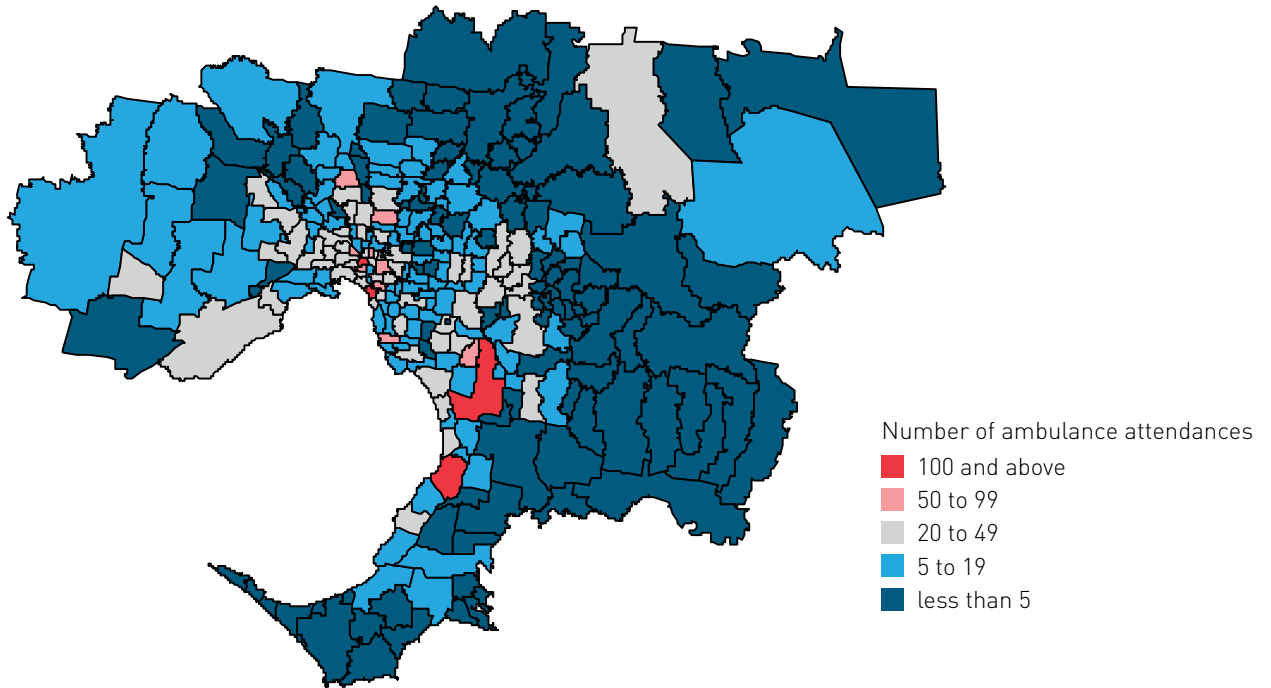 Number of ambulance attendances
100 and above
50 to 99
20 to 49
5 to 19
less than 5